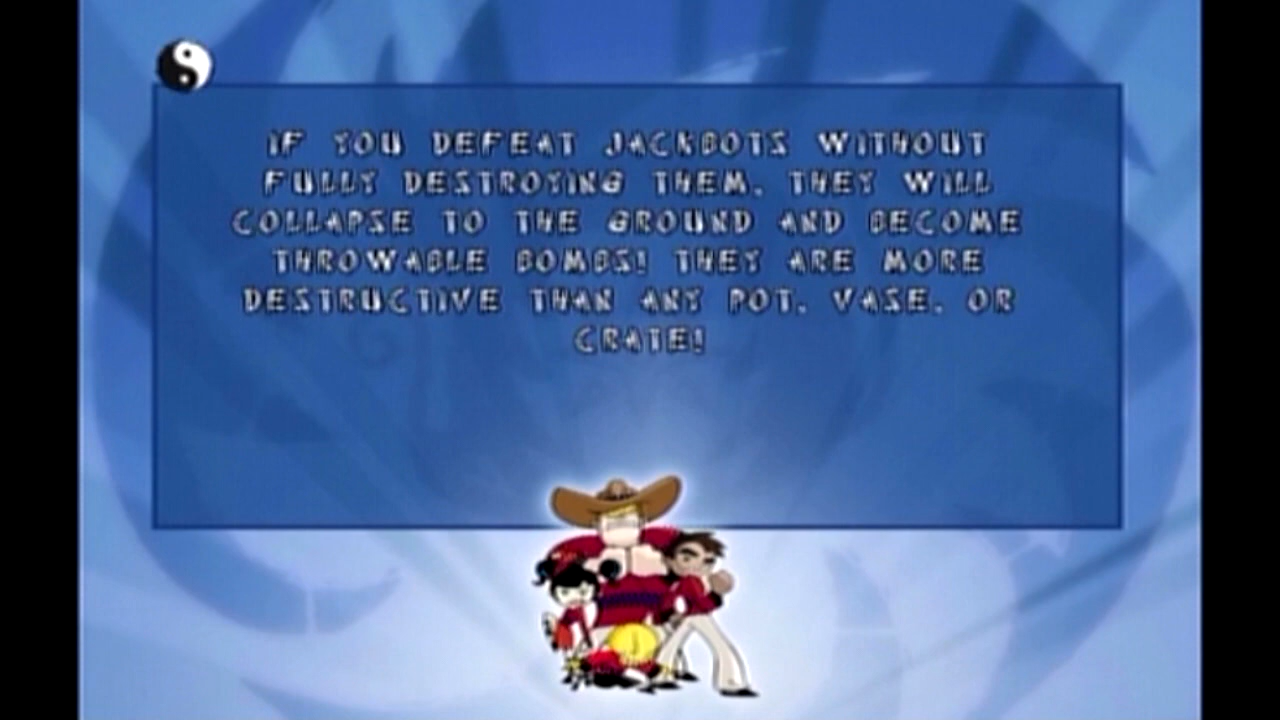 IF YOU DEFEAT JACKBOTS WITHOUT
FULLY DESTROYING THEM, THEY WILL
COLLAPSE TO THE GROUND AND BECOME
THROWABLE BOMBS! THEY ARE MORE
DESTRUCTIVE THAN ANY POT, VASE, OR
CRATE!